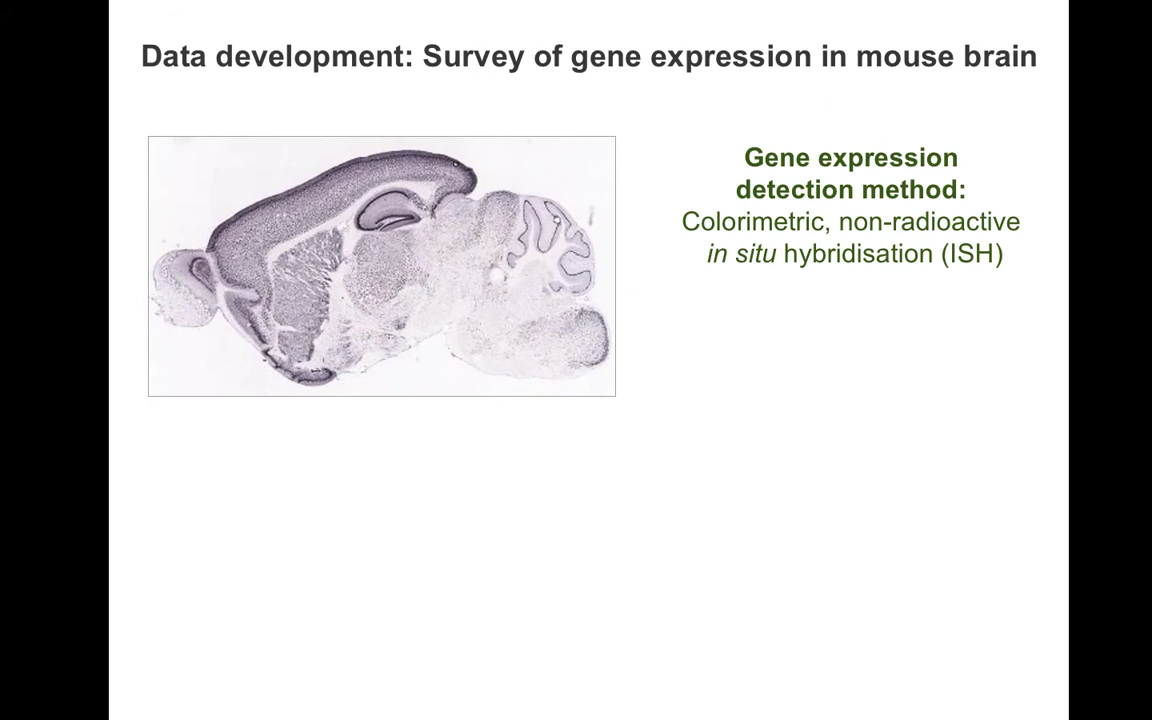 Data development: Survey of gene expression in mouse brain
Gene expression
detection method:
Colorimetric, non-radioactive
in situ hybridisation (ISH)